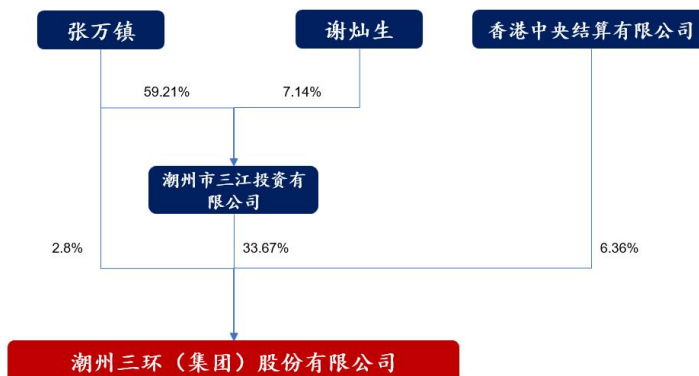 张万镇
谢灿生
香港中央结算有限公司
59.21%
7.14%
潮州市三江投资有
限公司
2.8%
33.67%
6.36%
潮州三环（集团）股份有限公司